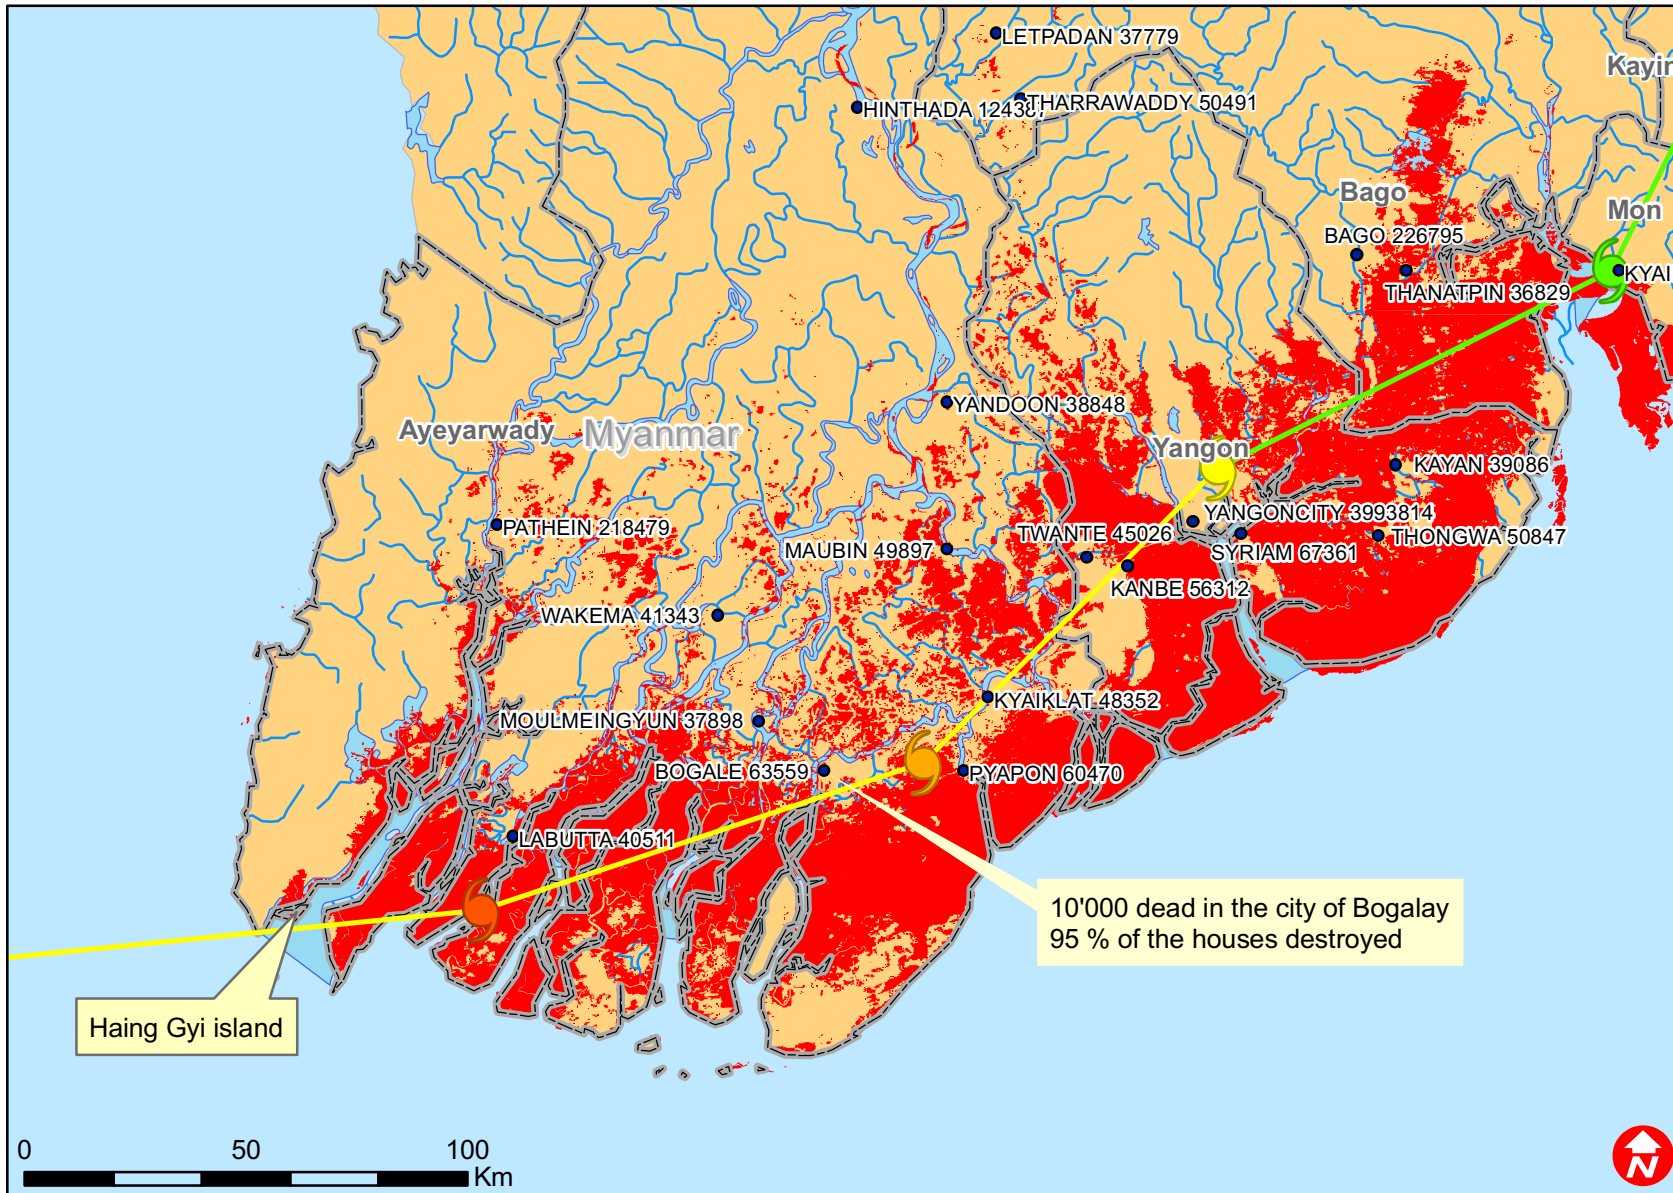 LETPADAN 37779
Kayin
HINTHADA 124387
THARRAWADDY 50491
Bago
Mon
BAGO 226795
KYAI
THANATPIN 36829
YANDOON 38848
Ayeyarwady
Myanmar
Yangon
KAYAN 39086
PATHEIN 218479
YANGONCITY 3993814
TWANTE 45026
THONGWA 50847
MAUBIN 49897
SYRIAM 67361
KANBE 56312
WAKEMA 41343
KYAIKLAT 48352
MOULMEINGYUN 37898
BOGALE 63559
PYAPON 60470
LABUTTA 40511
10'000 dead in the city of Bogalay
95 % of the houses destroyed
Haing Gyi island
0 50 100
Km
N